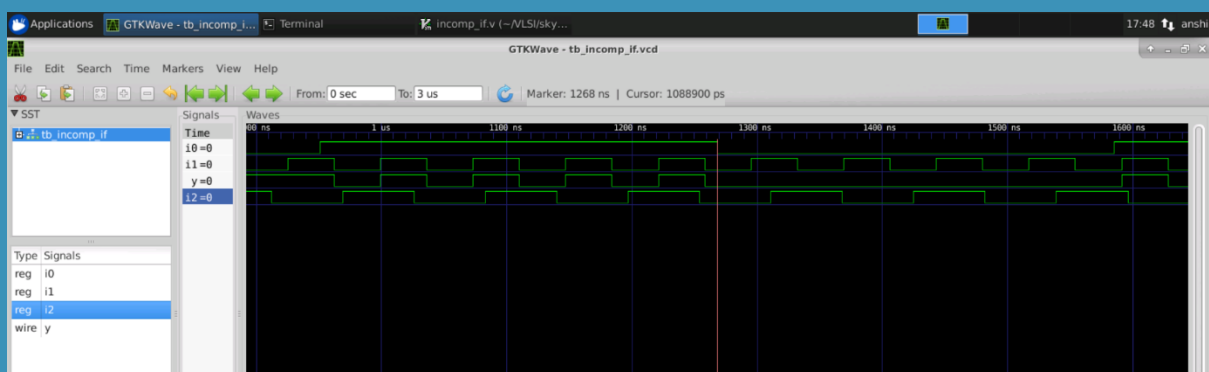 Applications GTKWave - tb_incomp_i... Terminal incomp_if.v (~/VLSI/sky... 17:48 anshi
GTKWave - tb_incomp_if.vcd
File Edit Search Time Markers View Help
From: 0 sec To: 3 us Marker: 1268 ns | Cursor: 1088900 ps
▼ SST
tb_incomp_if
Signals
Time
i0=0
i1=0
y=0
i2=0
Waves
00 ns 1 us 1100 ns 1200 ns 1300 ns 1400 ns 1500 ns 1600 ns
Type Signals
reg i0
reg i1
reg i2
wire y